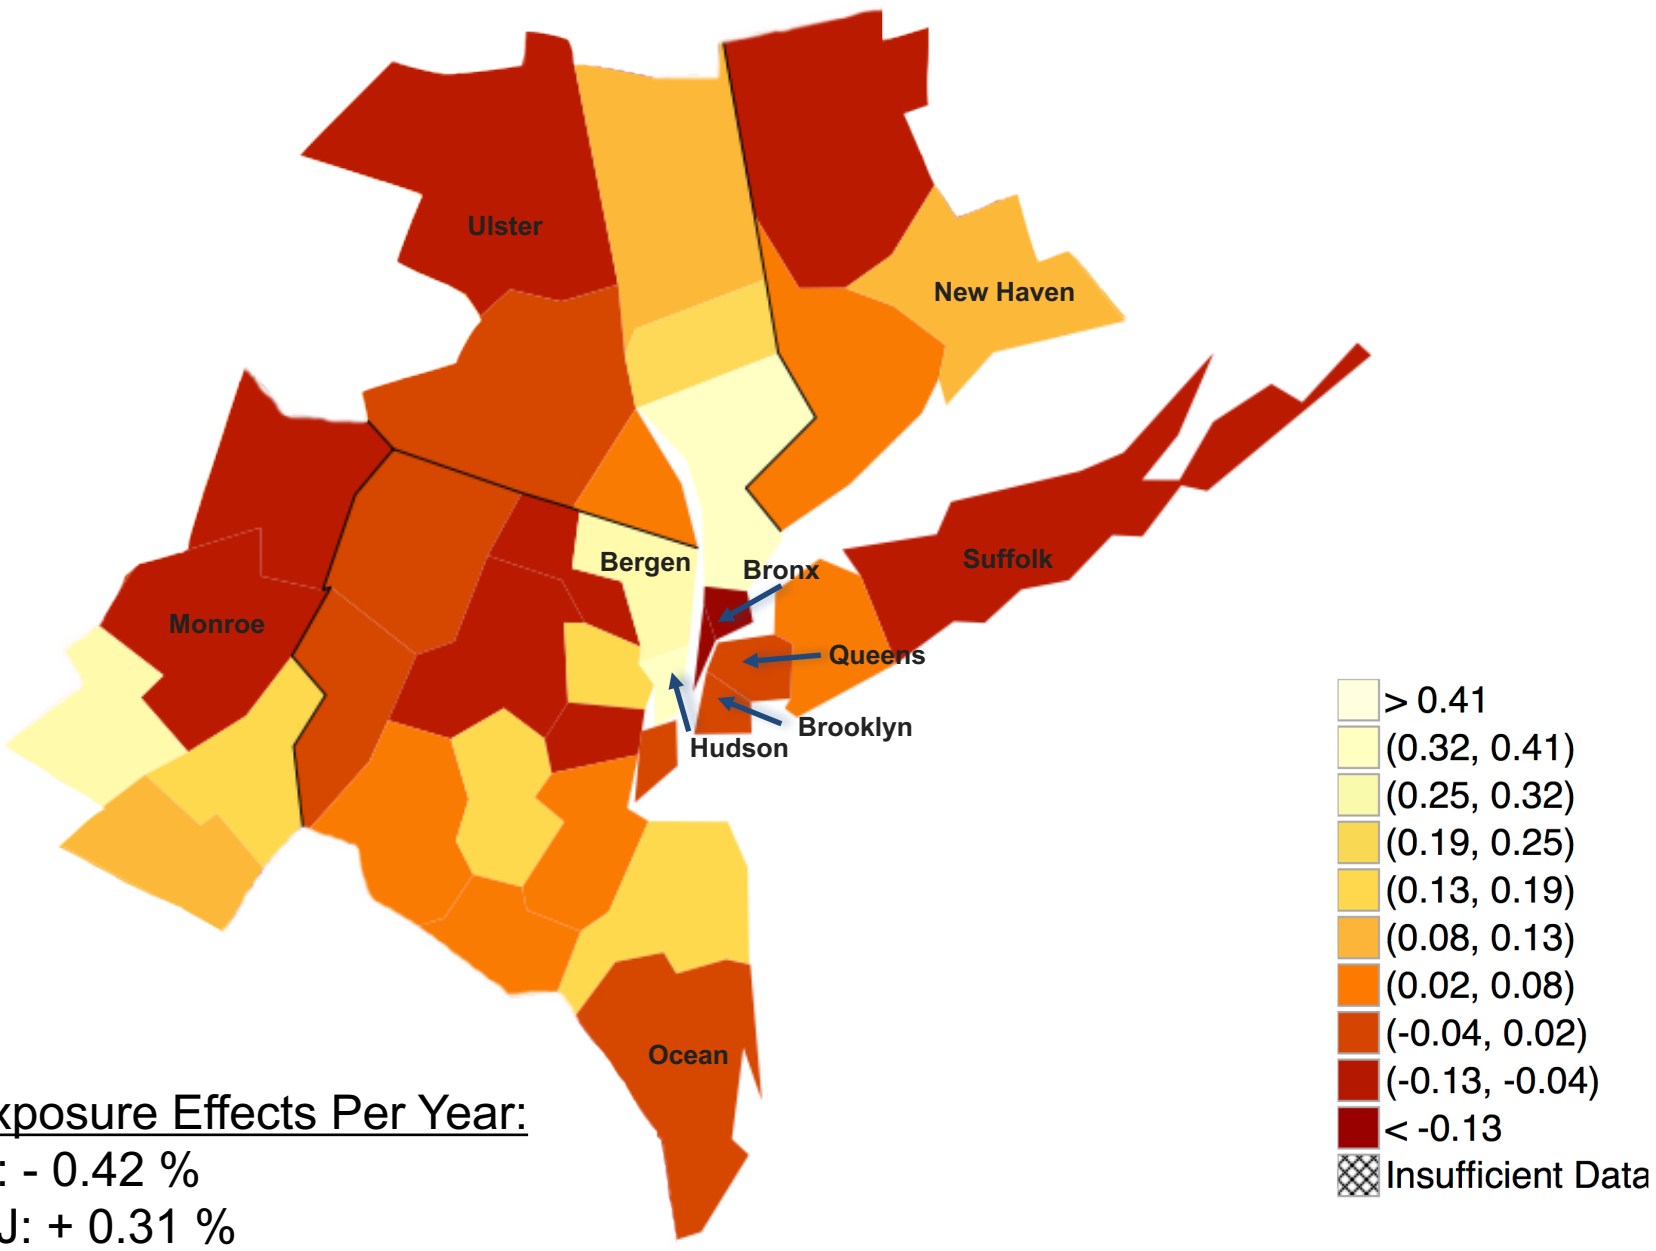 Ulster
New Haven
Bergen
Bronx
Suffolk
Monroe
Queens
Brooklyn
Hudson
Ocean
> 0.41
(0.32, 0.41)
(0.25, 0.32)
(0.19, 0.25)
(0.13, 0.19)
(0.08, 0.13)
(0.02, 0.08)
(-0.04, 0.02)
(-0.13, -0.04)
< -0.13
Insufficient Data
xposure Effects Per Year:
: - 0.42 %
J: + 0.31 %